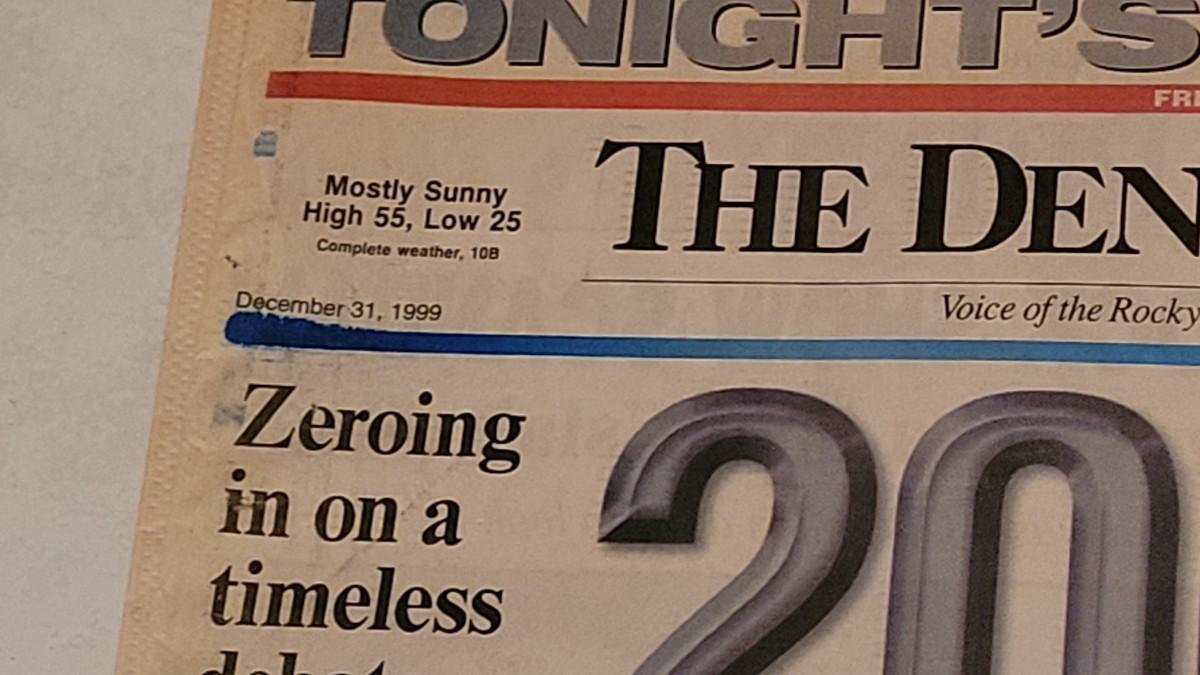 TONIGHT'S
FRI
Mostly Sunny
High 55, Low 25
Complete weather, 10B
THE DEN
Voice of the Rocky
December 31, 1999
Zeroing
in on a
timeless
debat
20